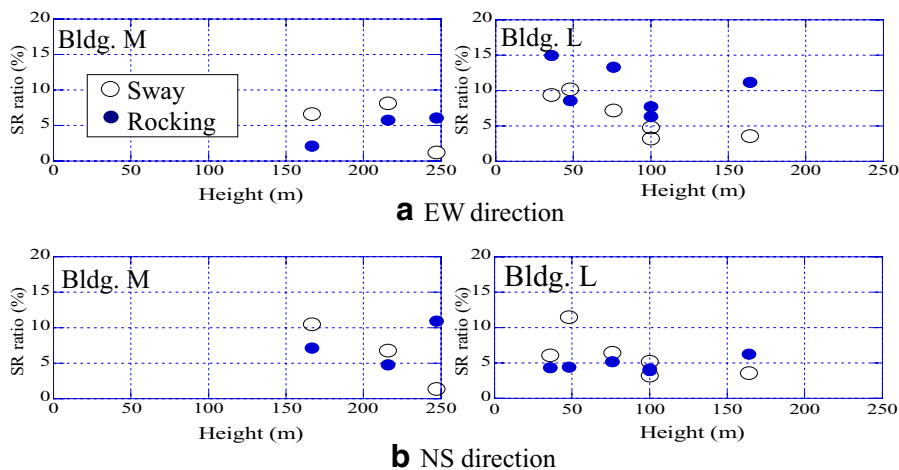 20
15
10
5
0
SR ratio (%)
Bldg. M
Sway
Rocking
0 50 100 150 200 250
Height (m)
20
15
10
5
0
SR ratio (%)
Bldg. L
0 50 100 150 200 250
Height (m)
a EW direction
20
15
10
5
0
SR ratio (%)
Bldg. M
0 50 100 150 200 250
Height (m)
20
15
10
5
0
SR ratio (%)
Bldg. L
0 50 100 150 200 250
Height (m)
b NS direction